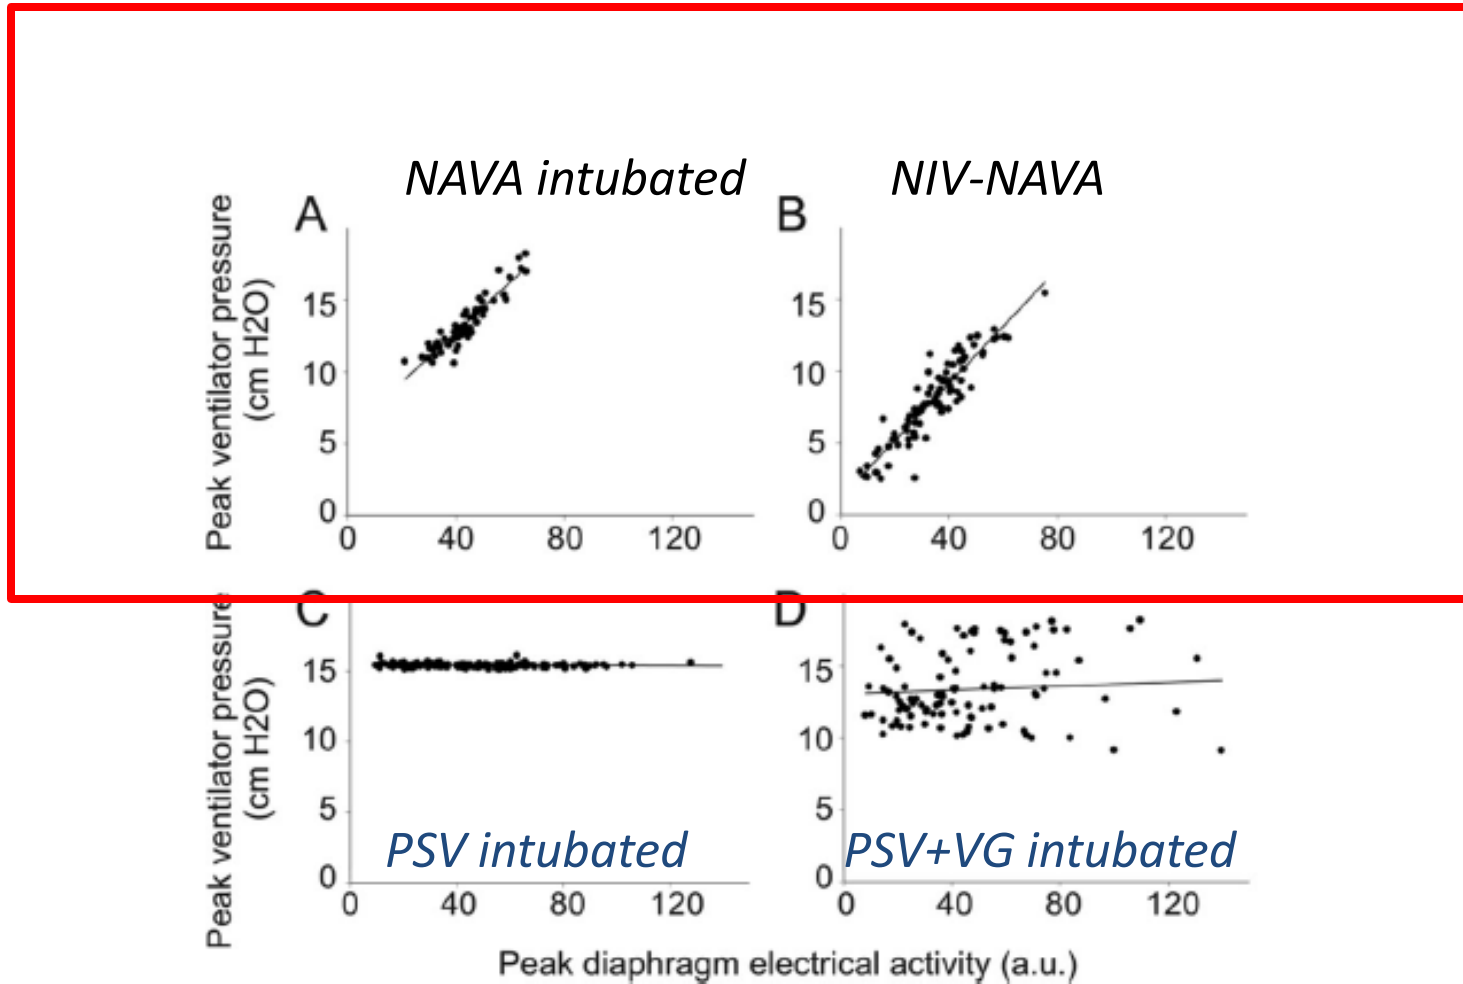 NAVA intubated
NIV-NAVA
A
B
Peak ventilator pressure
(cm H2O)
15
10
5
0
0 40 80 120
15
10
5
0
0 40 80 120
C
D
Peak ventilator pressure
(cm H2O)
15
10
5
0
0 40 80 120
PSV intubated
15
10
5
0
0 40 80 120
PSV+VG intubated
Peak diaphragm electrical activity (a.u.)